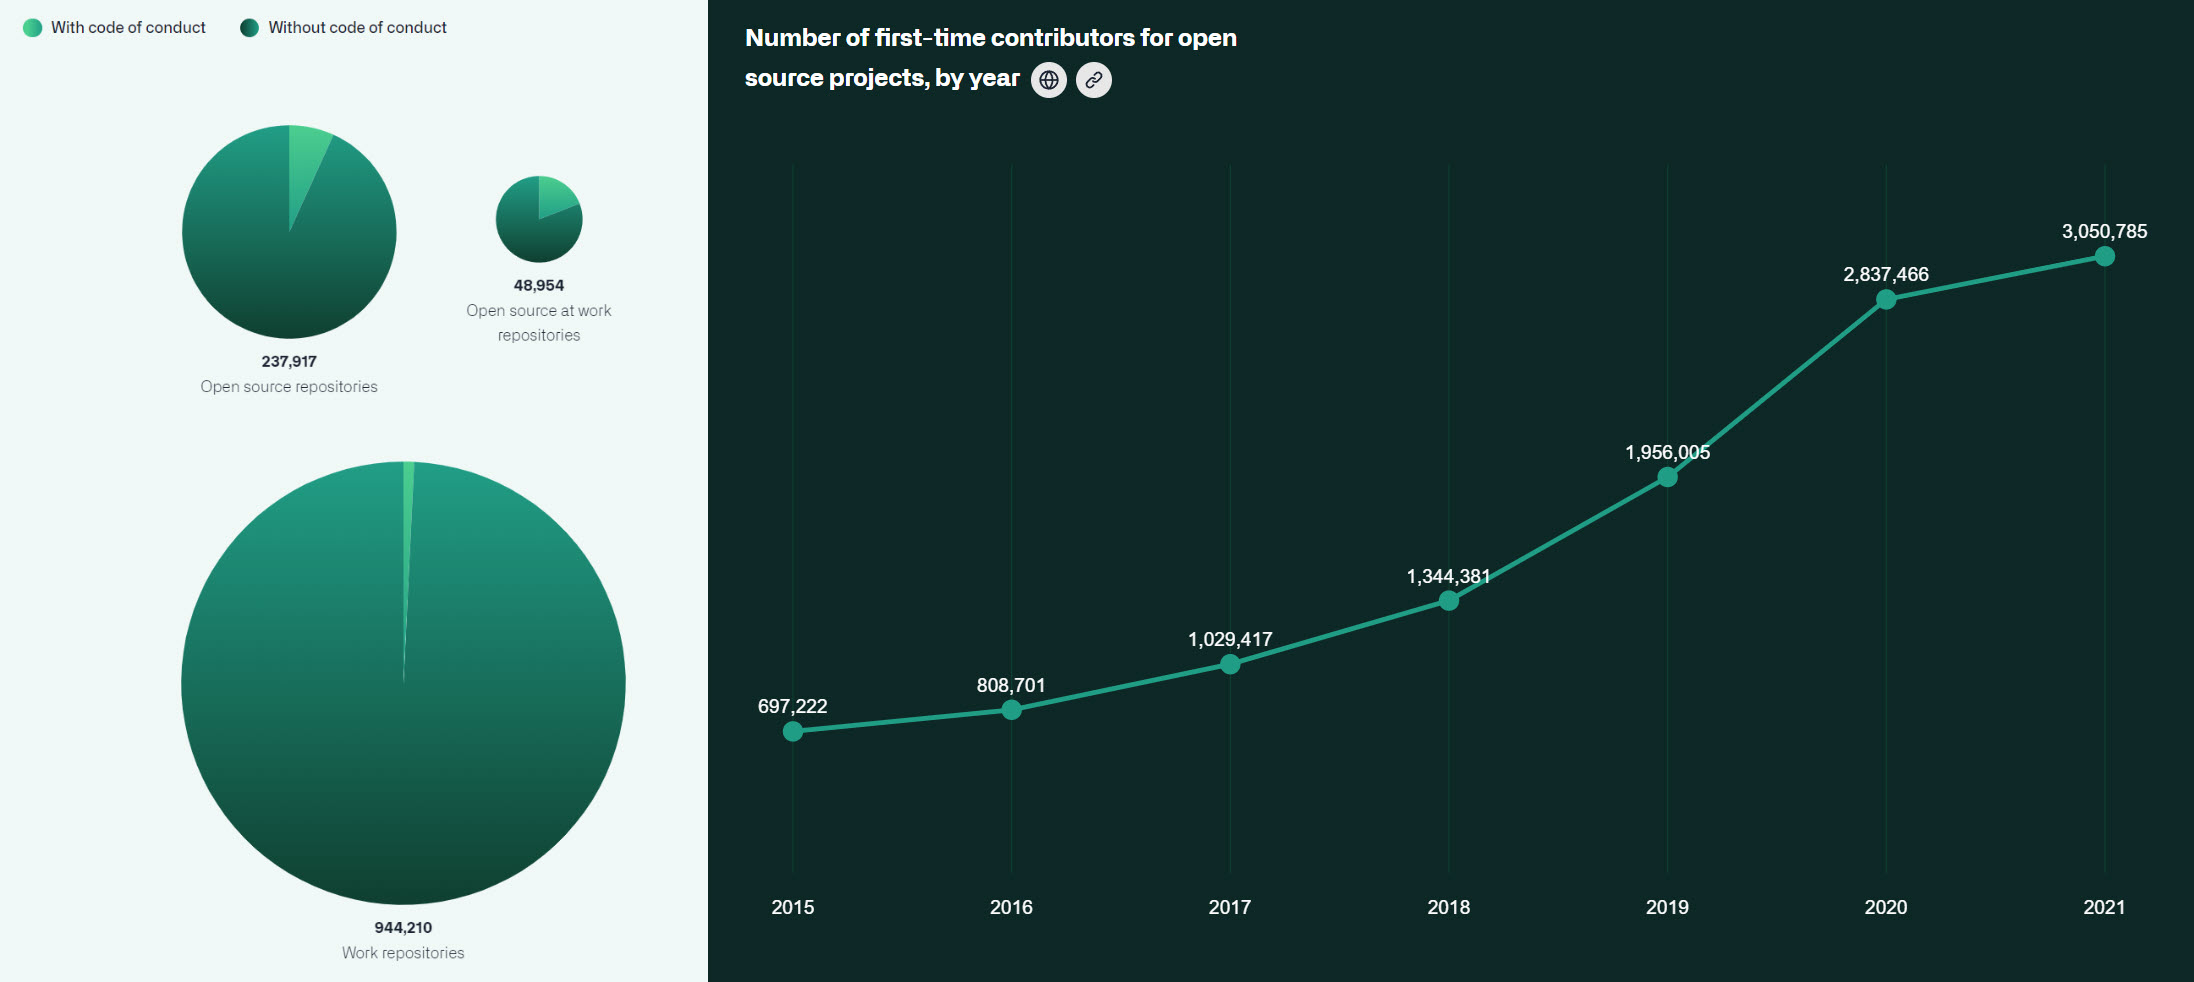 With code of conduct
Without code of conduct
237,917
Open source repositories
48,954
Open source at work
repositories
944,210
Work repositories
Number of first-time contributors for open
source projects, by year
697,222
808,701
1,029,417
1,344,381
1,956,005
2,837,466
3,050,785
2015
2016
2017
2018
2019
2020
2021